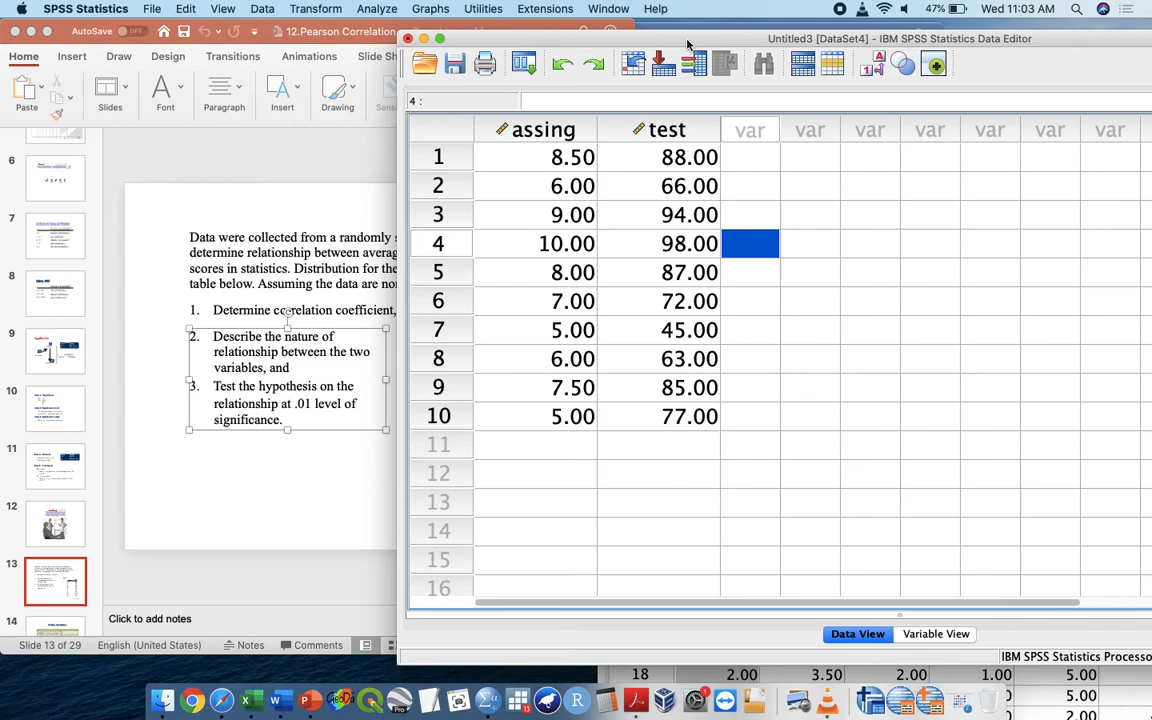 SPSS Statistics File Edit View Data Transform Analyze Graphs Utilities Extensions Window Help 47% Wed 11:03 AM
AutoSave OFF 12.Pearson Correlation
Untitled3 [DataSet4] - IBM SPSS Statistics Data Editor
Home Insert Draw Design Transitions Animations Slide
Paste Slides Font Paragraph Insert Drawing
4 :
assing test var var var var var var var
1 8.50 88.00
2 6.00 66.00
3 9.00 94.00
4 10.00 98.00
5 8.00 87.00
6 7.00 72.00
7 5.00 45.00
8 6.00 63.00
9 7.50 85.00
10 5.00 77.00
11
12
13
14
15
16
6
7
8
9
10
11
12
13
14
Data were collected from a randomly s
determine relationship between averag
scores in statistics. Distribution for the
table below. Assuming the data are no
1. Determine correlation coefficient,
2. Describe the nature of
relationship between the two
variables, and
3. Test the hypothesis on the
relationship at .01 level of
significance.
Click to add notes
Slide 13 of 29 English (United States) Notes Comments
Data View Variable View
IBM SPSS Statistics Processo
18 2.00 3.50 2.00 1.00 5.00
5.00
2.00